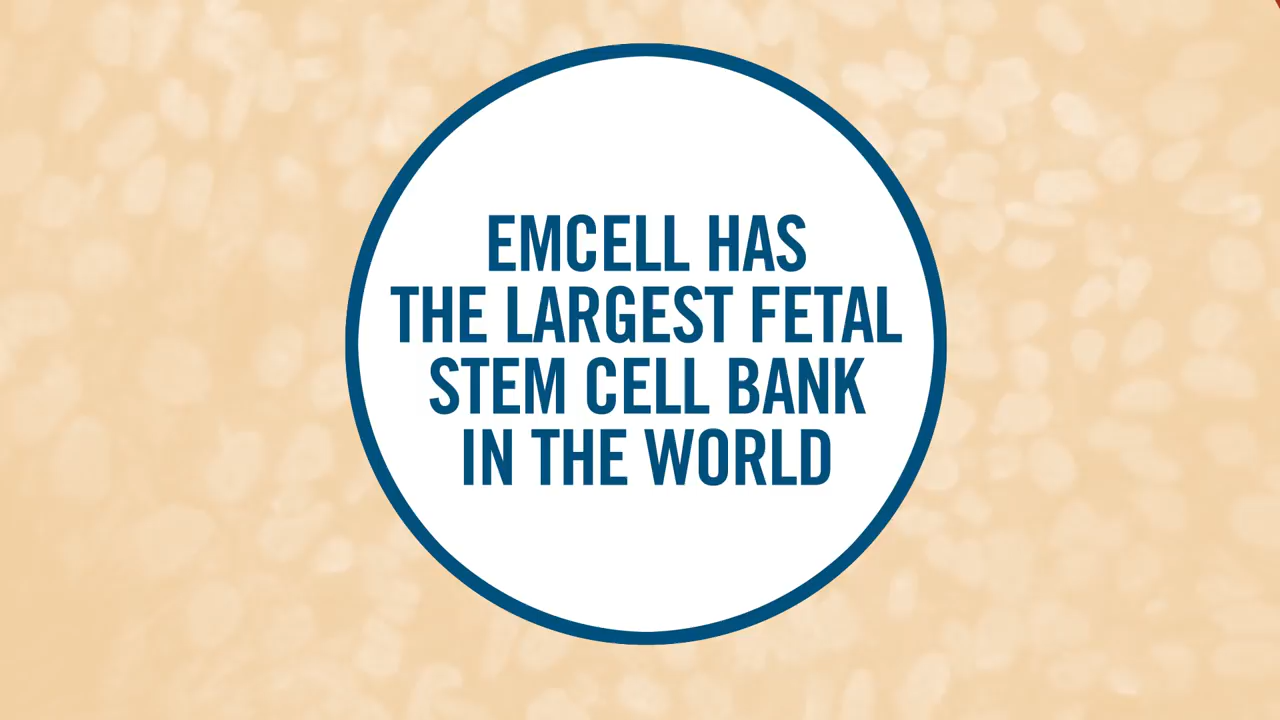 EMCELL HAS
THE LARGEST FETAL
STEM CELL BANK
IN THE WORLD